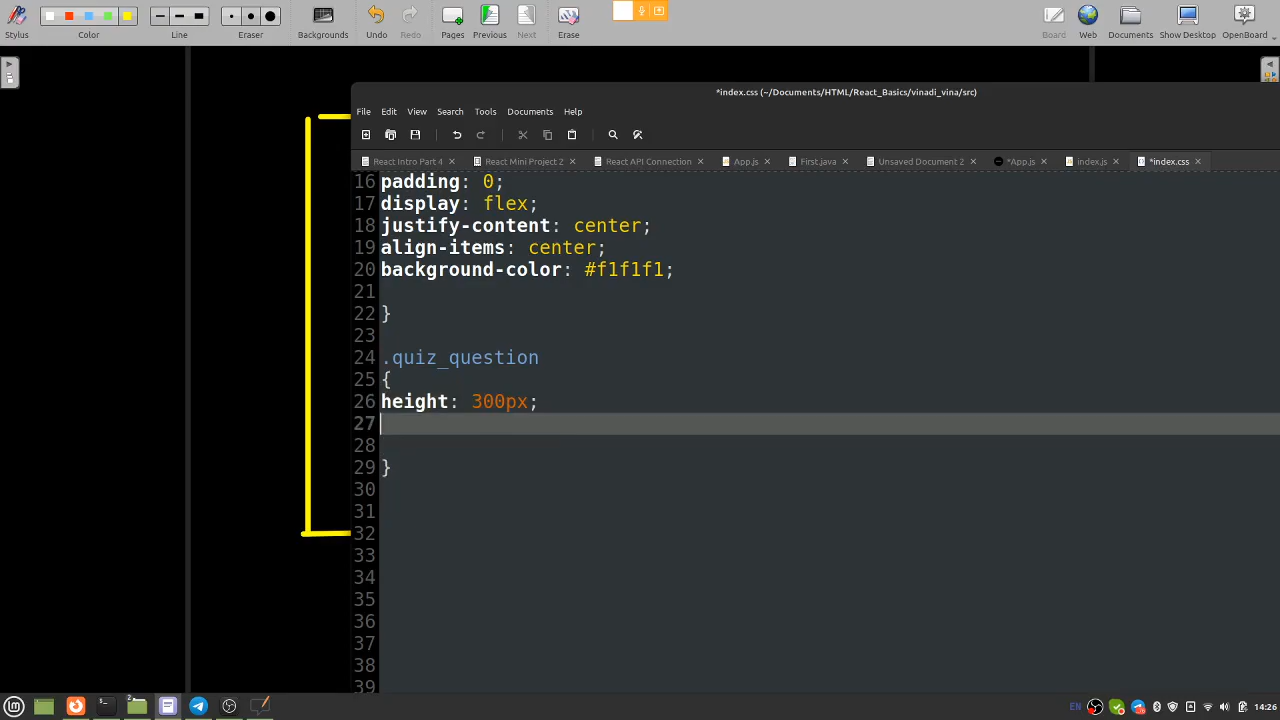 Stylus
Color
Line
Eraser
Backgrounds
Undo
Redo
Pages
Previous
Next
Erase
Board
Web
Documents
Show Desktop
OpenBoard
*index.css (~/Documents/HTML/React_Basics/vinadi_vina/src)
File Edit View Search Tools Documents Help
React Intro Part 4 React Mini Project 2 React API Connection App.js First.java Unsaved Document 2 *App.js index.js *index.css
16 padding: 0;
17 display: flex;
18 justify-content: center;
19 align-items: center;
20 background-color: #f1f1f1;
21
22 }
23
24 .quiz_question
25 {
26 height: 300px;
27
28
29 }
30
31
32
33
34
35
36
37
38
39
EN
14:26